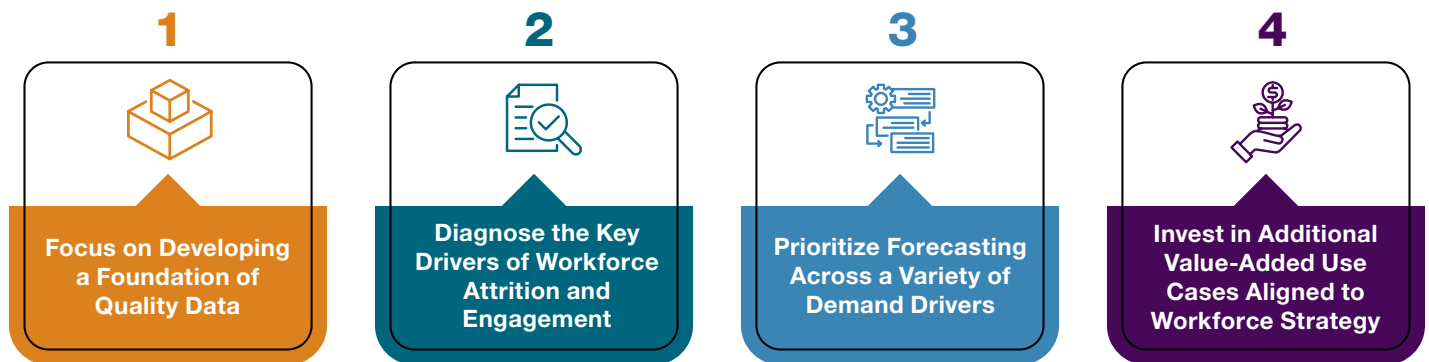 1
Focus on Developing
a Foundation of
Quality Data
2
Diagnose the Key
Drivers of Workforce
Attrition and
Engagement
3
Prioritize Forecasting
Across a Variety of
Demand Drivers
4
$
Invest in Additional
Value-Added Use
Cases Aligned to
Workforce Strategy